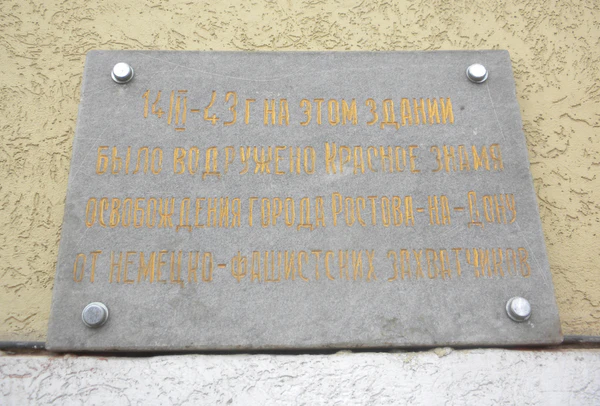 14/II-43 г на этом здании
было водружено Красное знамя
освобождения города Ростова-на-Дону
от немецко-фашистских захватчиков